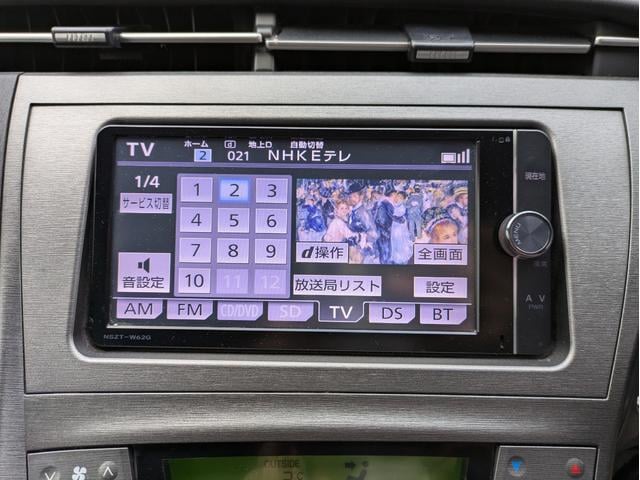 TV ホーム 2 d 地上D 021 自動切替 NHKEテレ
1/4
サービス切替
1 2 3
4 5 6
7 8 9
10 11 12
d操作 全画面
音設定 放送局リスト 設定
AM FM CD/DVD SD TV DS BT
NSZT-W62G
現在地
AV
PWR
OUTSIDE